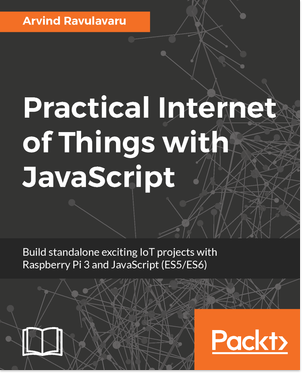 Arvind Ravulavaru
Practical Internet
of Things with
JavaScript
Build standalone exciting IoT projects with
Raspberry Pi 3 and JavaScript (ES5/ES6)
Packt>